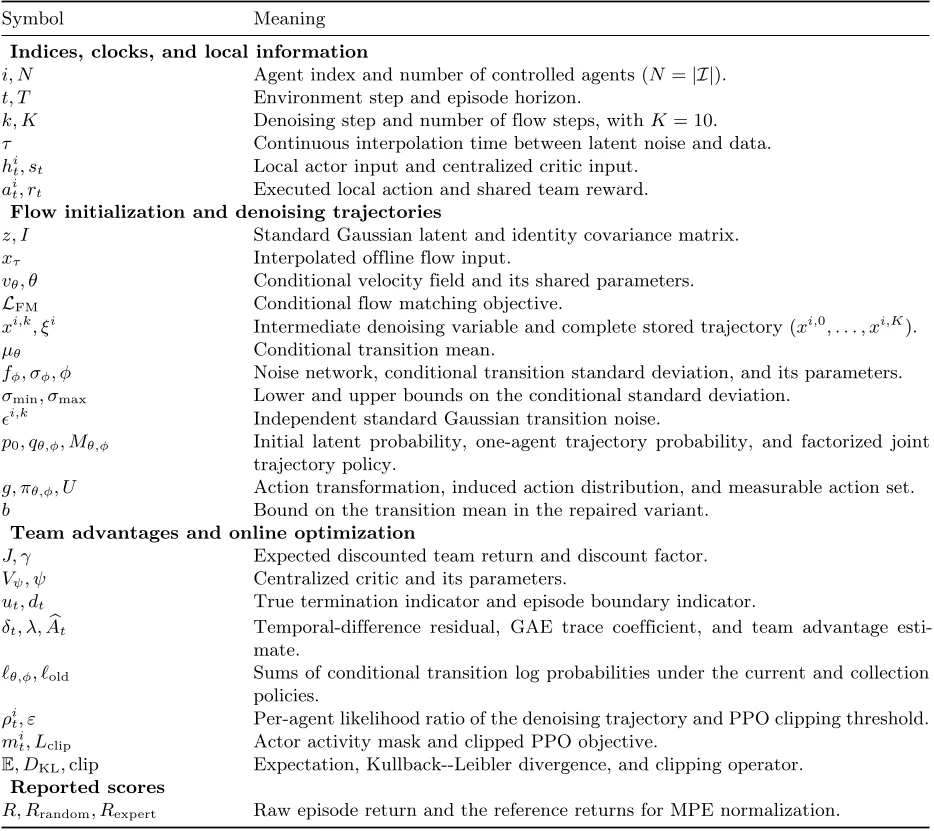 Symbol Meaning
Indices, clocks, and local information
i, N Agent index and number of controlled agents (N = |ℐ|).
t, T Environment step and episode horizon.
k, K Denoising step and number of flow steps, with K = 10.
τ Continuous interpolation time between latent noise and data.
h_t^i, s_t Local actor input and centralized critic input.
a_t^i, r_t Executed local action and shared team reward.
Flow initialization and denoising trajectories
z, I Standard Gaussian latent and identity covariance matrix.
x_τ Interpolated offline flow input.
v_θ, θ Conditional velocity field and its shared parameters.
ℒ_FM Conditional flow matching objective.
x^{i,k}, ξ^i Intermediate denoising variable and complete stored trajectory (x^{i,0}, …, x^{i,K}).
μ_θ Conditional transition mean.
f_ϕ, σ_ϕ, ϕ Noise network, conditional transition standard deviation, and its parameters.
σ_min, σ_max Lower and upper bounds on the conditional standard deviation.
ϵ^{i,k} Independent standard Gaussian transition noise.
p_0, q_{θ,ϕ}, M_{θ,ϕ} Initial latent probability, one-agent trajectory probability, and factorized joint
trajectory policy.
g, π_{θ,ϕ}, U Action transformation, induced action distribution, and measurable action set.
b Bound on the transition mean in the repaired variant.
Team advantages and online optimization
J, γ Expected discounted team return and discount factor.
V_ψ, ψ Centralized critic and its parameters.
u_t, d_t True termination indicator and episode boundary indicator.
δ_t, λ, Â_t Temporal-difference residual, GAE trace coefficient, and team advantage esti-
mate.
ℓ_{θ,ϕ}, ℓ_old Sums of conditional transition log probabilities under the current and collection
policies.
ρ_t^i, ε Per-agent likelihood ratio of the denoising trajectory and PPO clipping threshold.
m_t^i, L_clip Actor activity mask and clipped PPO objective.
𝔼, D_KL, clip Expectation, Kullback--Leibler divergence, and clipping operator.
Reported scores
R, R_random, R_expert Raw episode return and the reference returns for MPE normalization.